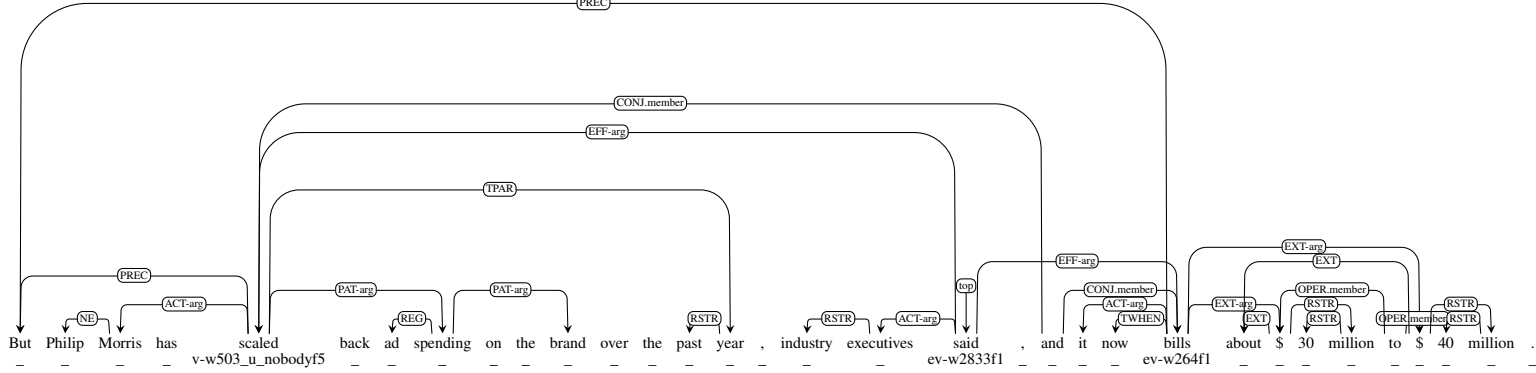 PREC
CONJ.member
EFF-arg
TPAR
EXT-arg
EFF-arg EXT
PREC
top
PAT-arg PAT-arg CONJ.member OPER.member
ACT-arg ACT-arg EXT-arg RSTR RSTR
NE REG RSTR RSTR ACT-arg TWHEN EXT RSTR OPER.member RSTR
But Philip Morris has scaled back ad spending on the brand over the past year , industry executives said , and it now bills about $ 30 million to $ 40 million .
_ _ _ _ v-w503_u_nobodyf5 _ _ _ _ _ _ _ _ _ _ _ _ _ ev-w2833f1 _ _ _ _ ev-w264f1 _ _ _ _ _ _ _ _ _